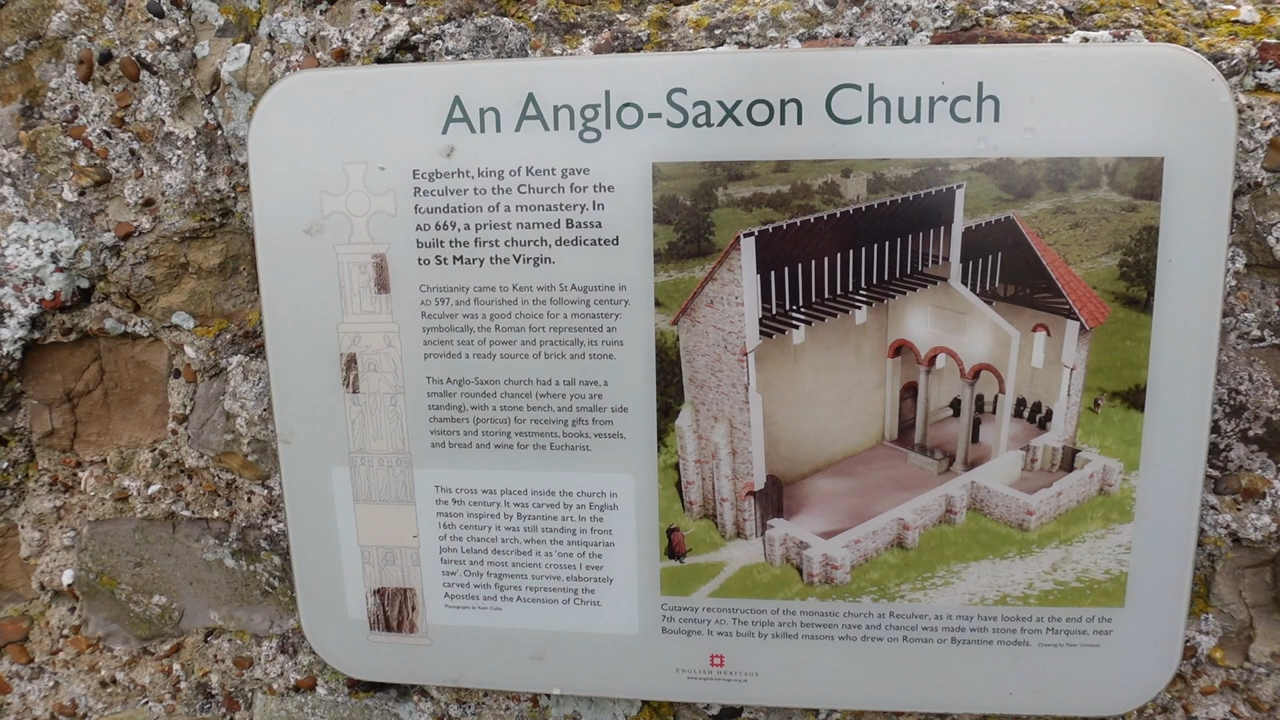 An Anglo-Saxon Church
Ecgberht, king of Kent gave
Reculver to the Church for the
foundation of a monastery. In
AD 669, a priest named Bassa
built the first church, dedicated
to St Mary the Virgin.
Christianity came to Kent with St Augustine in
AD 597, and flourished in the following century.
Reculver was a good choice for a monastery:
symbolically, the Roman fort represented an
ancient seat of power and practically, its ruins
provided a ready source of brick and stone.
This Anglo-Saxon church had a tall nave, a
smaller rounded chancel (where you are
standing), with a stone bench, and smaller side
chambers (porticus) for receiving gifts from
visitors and storing vestments, books, vessels,
and bread and wine for the Eucharist.
This cross was placed inside the church in
the 9th century. It was carved by an English
mason inspired by Byzantine art. In the
16th century it was still standing in front
of the chancel arch, when the antiquarian
John Leland described it as 'one of the
fairest and most ancient crosses I ever
saw'. Only fragments survive, elaborately
carved with figures representing the
Apostles and the Ascension of Christ.
Photographs by Keith
Cutaway reconstruction of the monastic church at Reculver, as it may have looked at the end of the
7th century AD. The triple arch between nave and chancel was made with stone from Marquise, near
Boulogne. It was built by skilled masons who drew on Roman or Byzantine models. Drawing by Peter
ENGLISH HERITAGE
www.english-heritage.org.uk